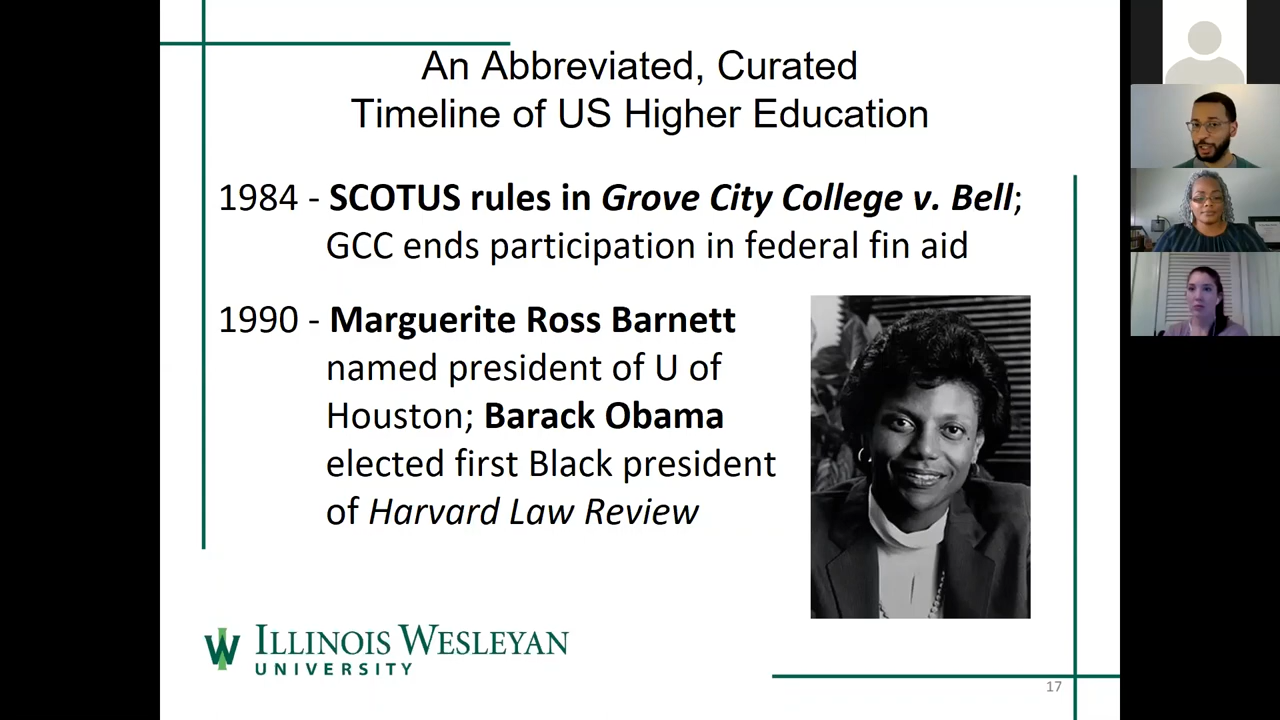 An Abbreviated, Curated
Timeline of US Higher Education
1984 - SCOTUS rules in Grove City College v. Bell;
GCC ends participation in federal fin aid
1990 - Marguerite Ross Barnett
named president of U of
Houston; Barack Obama
elected first Black president
of Harvard Law Review
ILLINOIS WESLEYAN
UNIVERSITY
17